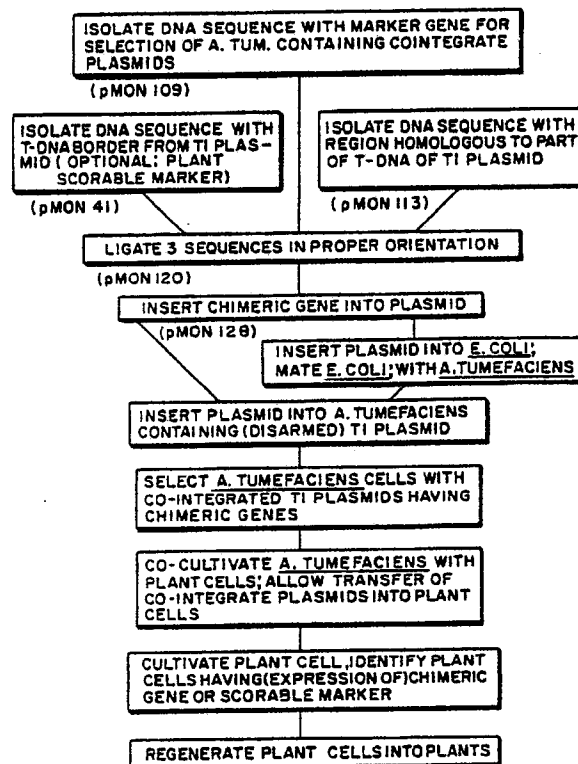 ISOLATE DNA SEQUENCE WITH MARKER GENE FOR
SELECTION OF A. TUM. CONTAINING COINTEGRATE
PLASMIDS
(pMON 109)
ISOLATE DNA SEQUENCE WITH
T-DNA BORDER FROM TI PLAS-
MID (OPTIONAL: PLANT
SCORABLE MARKER)
(pMON 41)
ISOLATE DNA SEQUENCE WITH
REGION HOMOLOGOUS TO PART
OF T-DNA OF TI PLASMID
(pMON 113)
LIGATE 3 SEQUENCES IN PROPER ORIENTATION
(pMON 120)
INSERT CHIMERIC GENE INTO PLASMID
(pMON 128)
INSERT PLASMID INTO E. COLI;
MATE E. COLI; WITH A. TUMEFACIENS
INSERT PLASMID INTO A. TUMEFACIENS
CONTAINING (DISARMED) TI PLASMID
SELECT A. TUMEFACIENS CELLS WITH
CO-INTEGRATED TI PLASMIDS HAVING
CHIMERIC GENES
CO-CULTIVATE A. TUMEFACIENS WITH
PLANT CELLS; ALLOW TRANSFER OF
CO-INTEGRATE PLASMIDS INTO PLANT
CELLS
CULTIVATE PLANT CELL, IDENTIFY PLANT
CELLS HAVING (EXPRESSION OF) CHIMERIC
GENE OR SCORABLE MARKER
REGENERATE PLANT CELLS INTO PLANTS